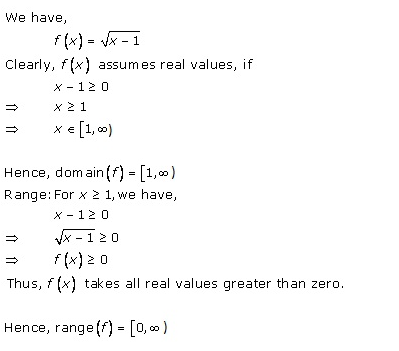 We have,
f(x) = √x − 1
Clearly, f(x) assumes real values, if
x − 1 ≥ 0
⇒ x ≥ 1
⇒ x ∈ [1, ∞)
Hence, domain(f) = [1, ∞)
Range: For x ≥ 1, we have,
x − 1 ≥ 0
⇒ √x − 1 ≥ 0
⇒ f(x) ≥ 0
Thus, f(x) takes all real values greater than zero.
Hence, range(f) = [0, ∞)